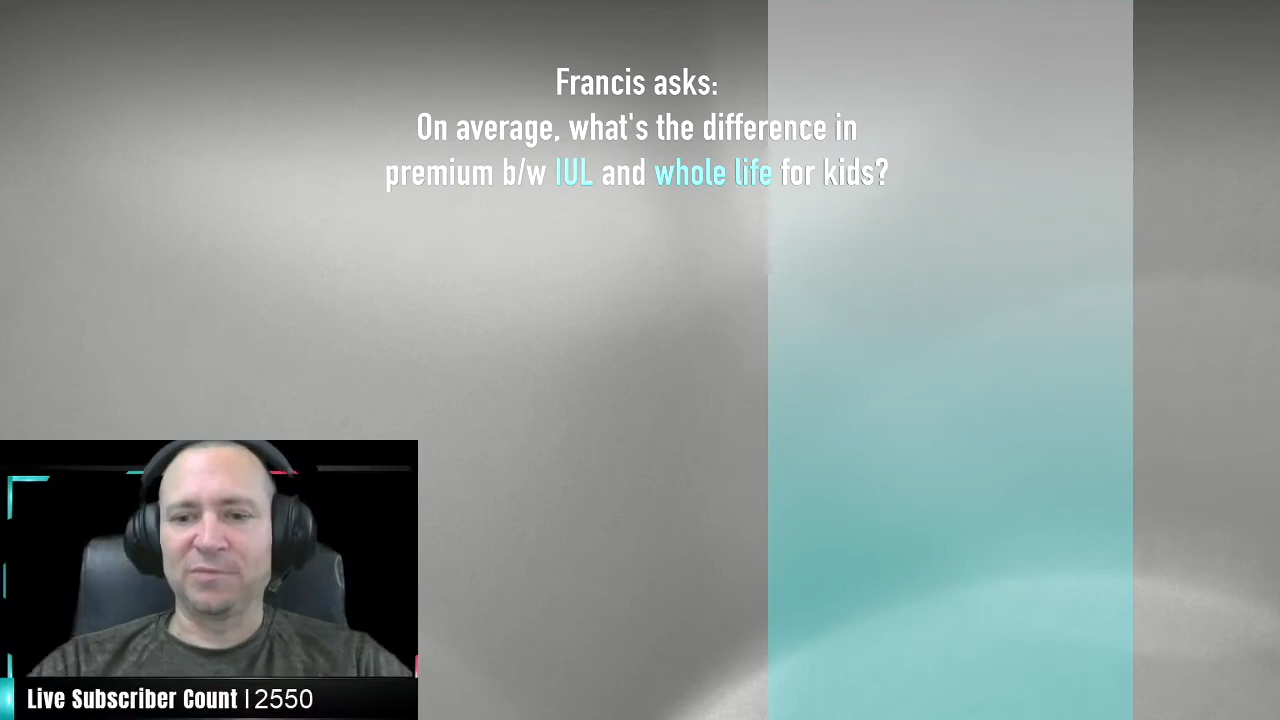 Francis asks:
On average, what's the difference in
premium b/w IUL and whole life for kids?
Live Subscriber Count | 2550